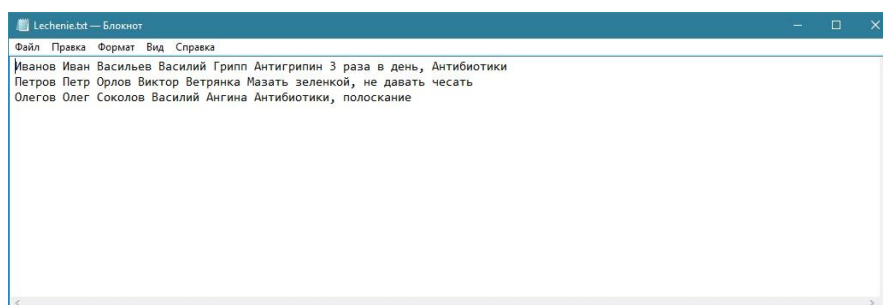 Lechenie.txt — Блокнот
Файл Правка Формат Вид Справка
Иванов Иван Васильев Василий Грипп Антигрипин 3 раза в день, Антибиотики
Петров Петр Орлов Виктор Ветрянка Мазать зеленкой, не давать чесать
Олегов Олег Соколов Василий Ангина Антибиотики, полоскание